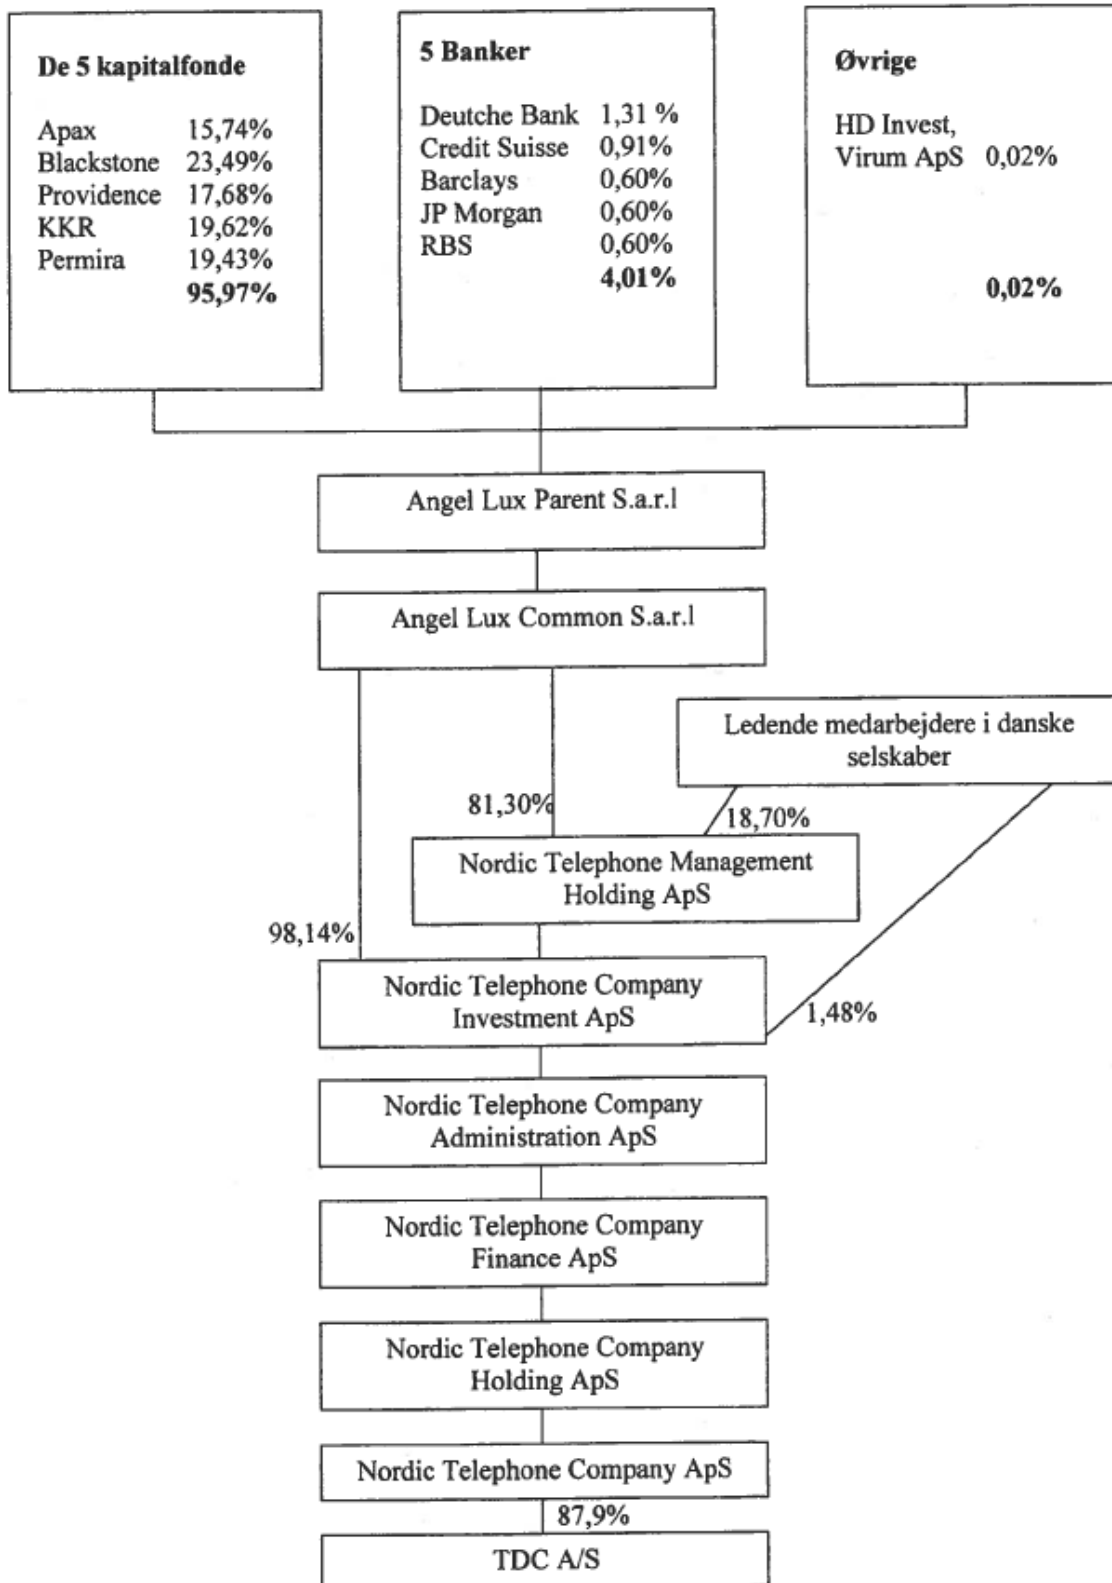 De 5 kapitalfonde
Apax 15,74%
Blackstone 23,49%
Providence 17,68%
KKR 19,62%
Permira 19,43%
95,97%
5 Banker
Deutche Bank 1,31 %
Credit Suisse 0,91%
Barclays 0,60%
JP Morgan 0,60%
RBS 0,60%
4,01%
Øvrige
HD Invest,
Virum ApS 0,02%
0,02%
Angel Lux Parent S.a.r.l
Angel Lux Common S.a.r.l
Ledende medarbejdere i danske
selskaber
81,30%
18,70%
Nordic Telephone Management
Holding ApS
98,14%
Nordic Telephone Company
Investment ApS
1,48%
Nordic Telephone Company
Administration ApS
Nordic Telephone Company
Finance ApS
Nordic Telephone Company
Holding ApS
Nordic Telephone Company ApS
87,9%
TDC A/S